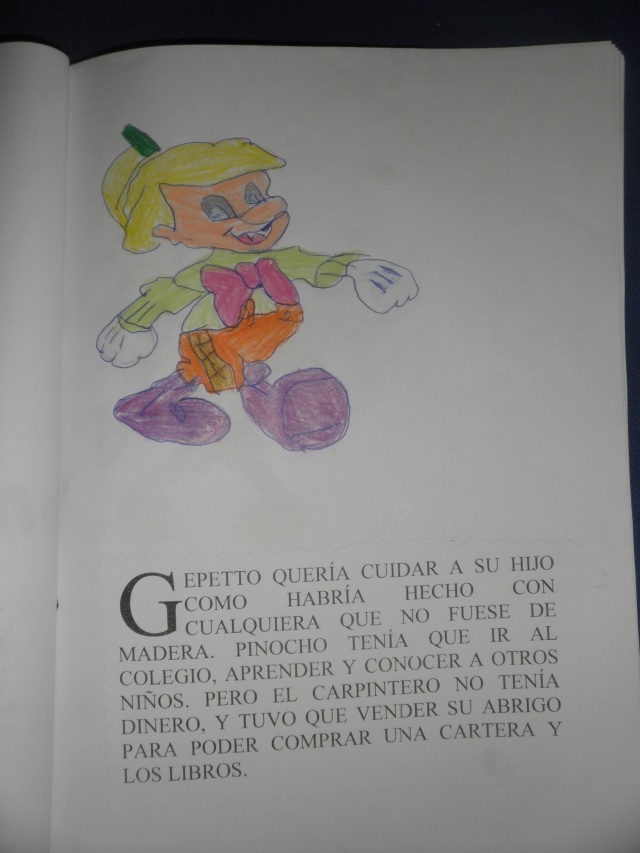 GEPETTO QUERÍA CUIDAR A SU HIJO
COMO HABRÍA HECHO CON
CUALQUIERA QUE NO FUESE DE
MADERA. PINOCHO TENÍA QUE IR AL
COLEGIO, APRENDER Y CONOCER A OTROS
NIÑOS. PERO EL CARPINTERO NO TENÍA
DINERO, Y TUVO QUE VENDER SU ABRIGO
PARA PODER COMPRAR UNA CARTERA Y
LOS LIBROS.